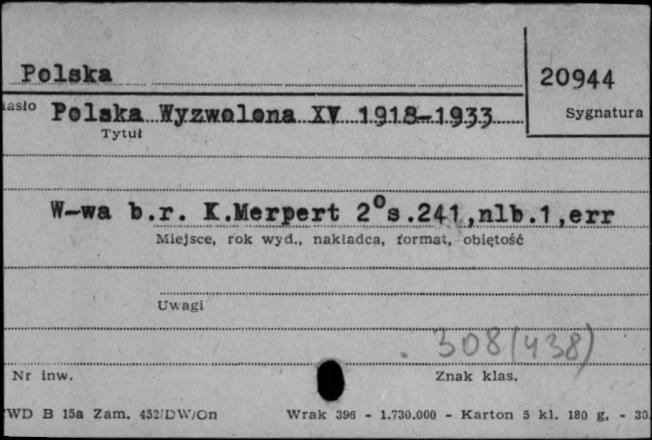 Polska
20944
iasło Polska Wyzwolona XV 1918-1933
Sygnatura
Tytuł
W-wa b.r. K.Merpert 2°s.241,nlb.1,err
Miejsce, rok wyd., nakładca, format, objętość
Uwagi
308(438)
Nr inw.
Znak klas.
WD B 15a Zam. 452/DW/On Wrak 396 - 1.730.000 - Karton 5 kl. 180 g, - 30.